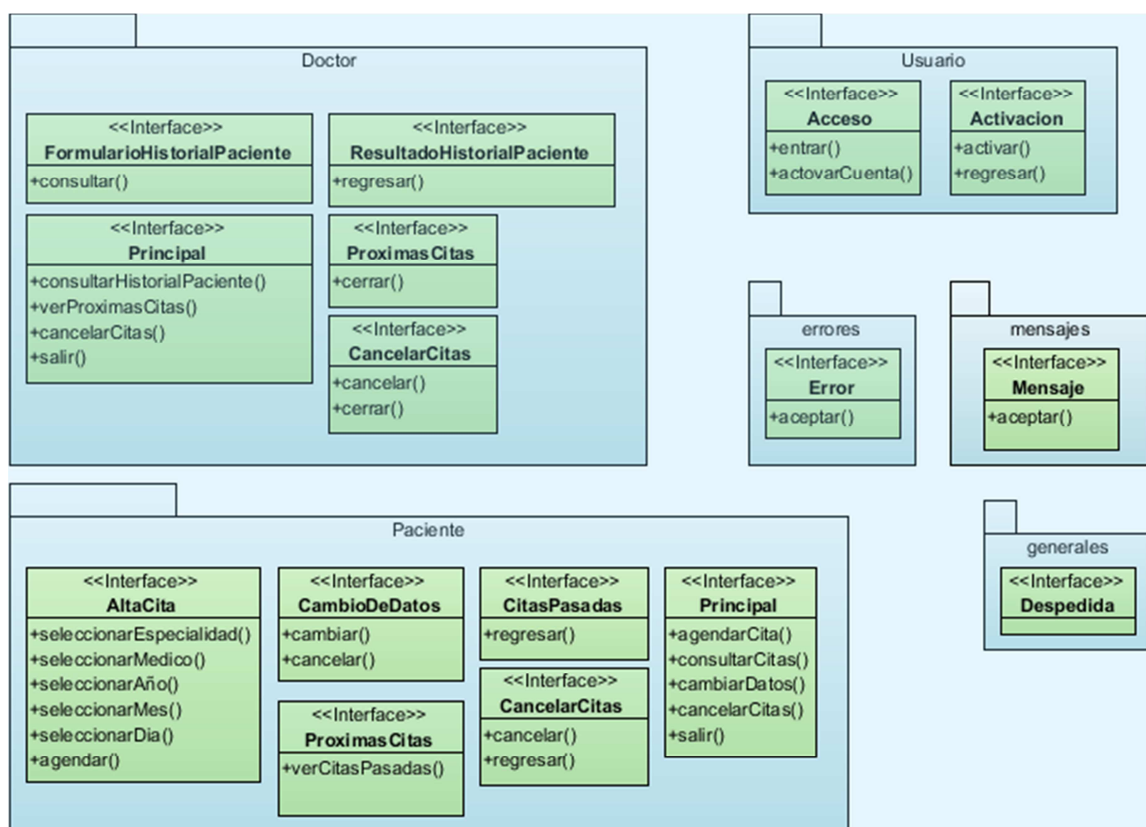 Doctor
<<Interface>>
FormularioHistorialPaciente
+consultar()
<<Interface>>
ResultadoHistorialPaciente
+regresar()
<<Interface>>
Principal
+consultarHistorialPaciente()
+verProximasCitas()
+cancelarCitas()
+salir()
<<Interface>>
ProximasCitas
+cerrar()
<<Interface>>
CancelarCitas
+cancelar()
+cerrar()
Usuario
<<Interface>>
Acceso
+entrar()
+actovarCuenta()
<<Interface>>
Activacion
+activar()
+regresar()
errores
<<Interface>>
Error
+aceptar()
mensajes
<<Interface>>
Mensaje
+aceptar()
Paciente
<<Interface>>
AltaCita
+seleccionarEspecialidad()
+seleccionarMedico()
+seleccionarAño()
+seleccionarMes()
+seleccionarDia()
+agendar()
<<Interface>>
CambioDeDatos
+cambiar()
+cancelar()
<<Interface>>
ProximasCitas
+verCitasPasadas()
<<Interface>>
CitasPasadas
+regresar()
<<Interface>>
CancelarCitas
+cancelar()
+regresar()
<<Interface>>
Principal
+agendarCita()
+consultarCitas()
+cambiarDatos()
+cancelarCitas()
+salir()
generales
<<Interface>>
Despedida